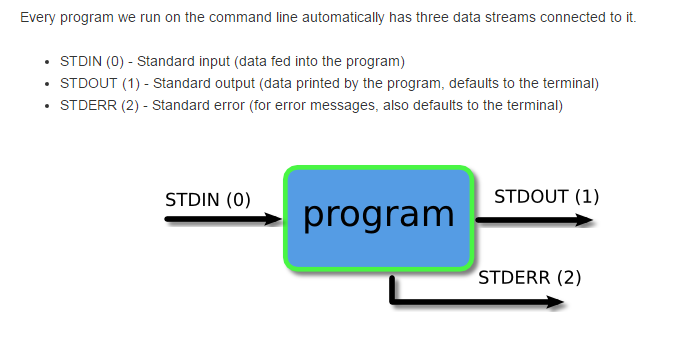 Every program we run on the command line automatically has three data streams connected to it.
• STDIN (0) - Standard input (data fed into the program)
• STDOUT (1) - Standard output (data printed by the program, defaults to the terminal)
• STDERR (2) - Standard error (for error messages, also defaults to the terminal)
STDIN (0)
program
STDOUT (1)
STDERR (2)